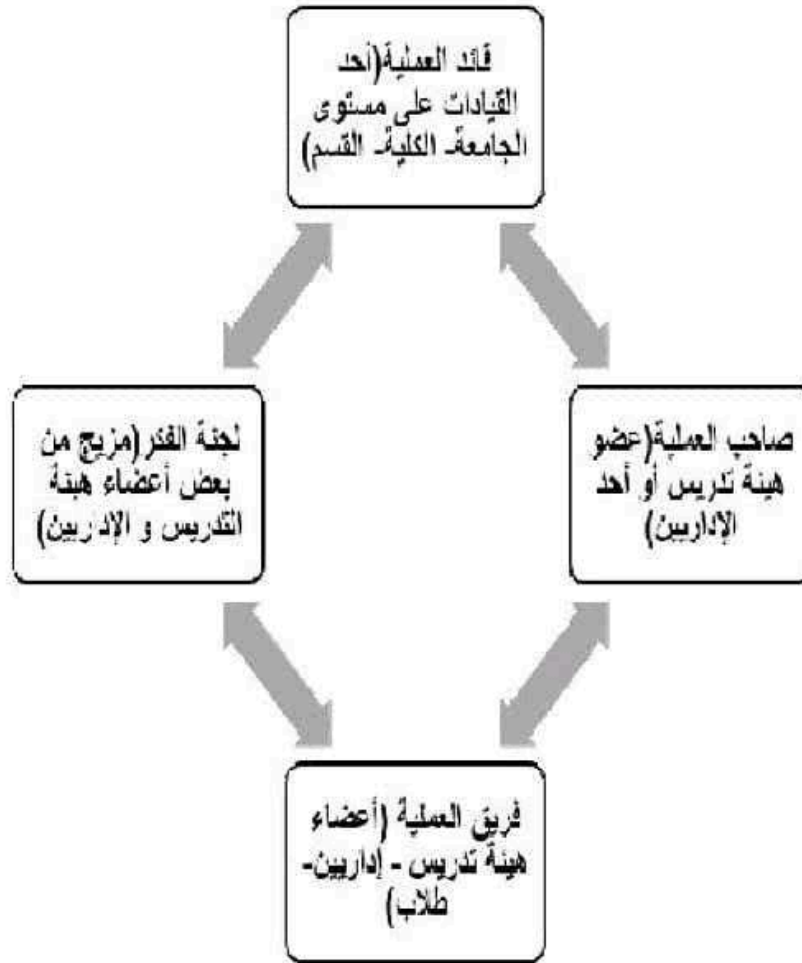 قائد العملية(أحد
القيادات على مستوى
الجامعة- الكلية- القسم)
صاحب العملية(عضو
هيئة تدريس أو أحد
الإداريين)
لجنة الفئر(مزيج من
بعض أعضاء هيئة
التدريس و الإداريين)
فريق العملية (أعضاء
هيئة تدريس - إداريين-
طلاب)